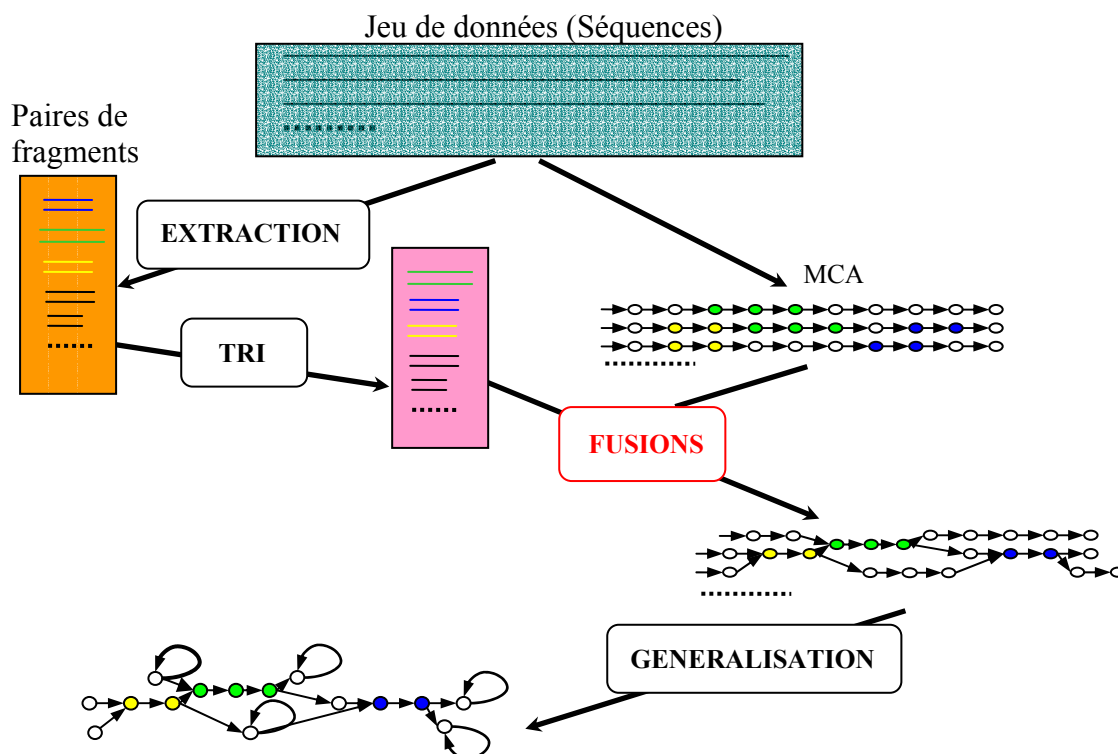 Jeu de données (Séquences)
Paires de
fragments
EXTRACTION
MCA
TRI
FUSIONS
GENERALISATION